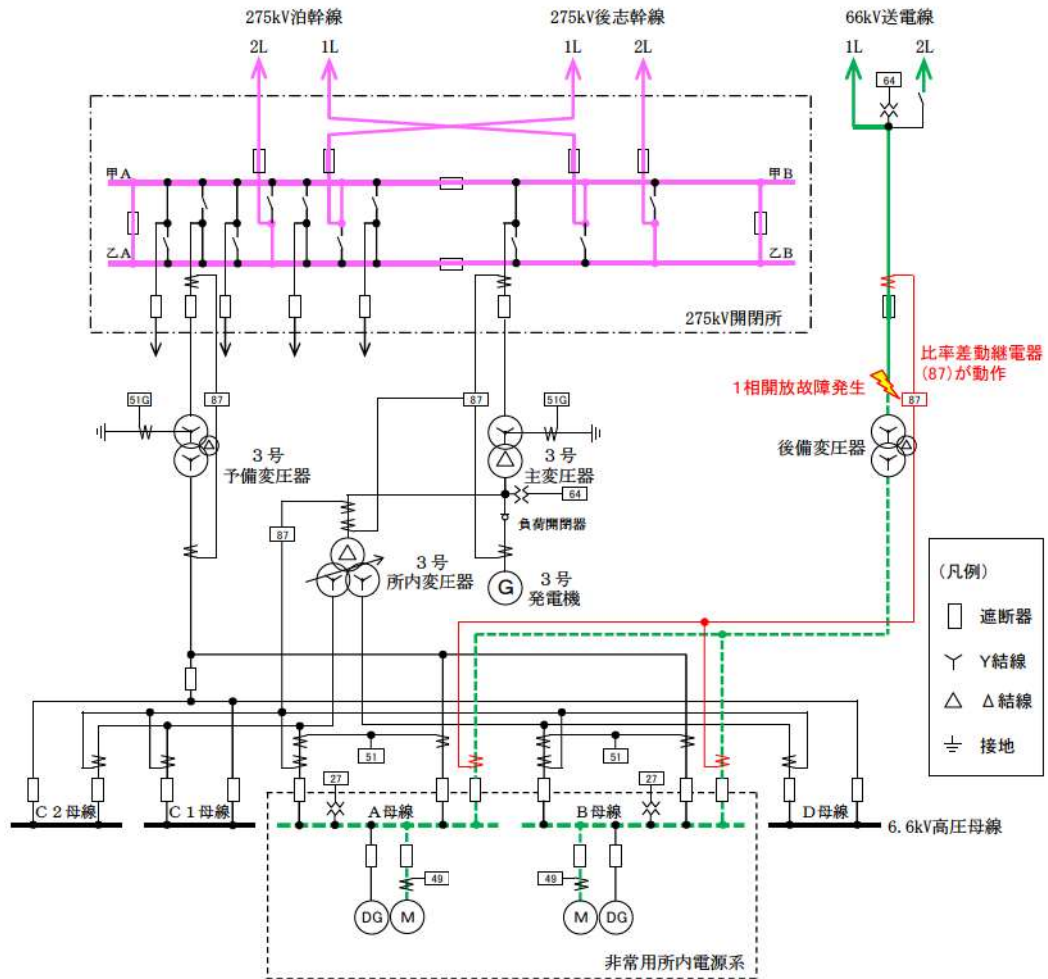 275kV泊幹線
275kV後志幹線
66kV送電線
2L
1L
1L
2L
1L
2L
64
甲A
甲B
乙A
乙B
275kV開閉所
比率差動継電器
(87)が動作
1相開放故障発生
51G
87
87
51G
87
3号
予備変圧器
3号
主変圧器
後備変圧器
64
87
負荷開閉器
3号
所内変圧器
G
3号
発電機
(凡例)
遮断器
Y結線
Δ結線
接地
51
51
27
27
C2母線
C1母線
A母線
B母線
D母線
6.6kV高圧母線
49
49
DG
M
M
DG
非常用所内電源系